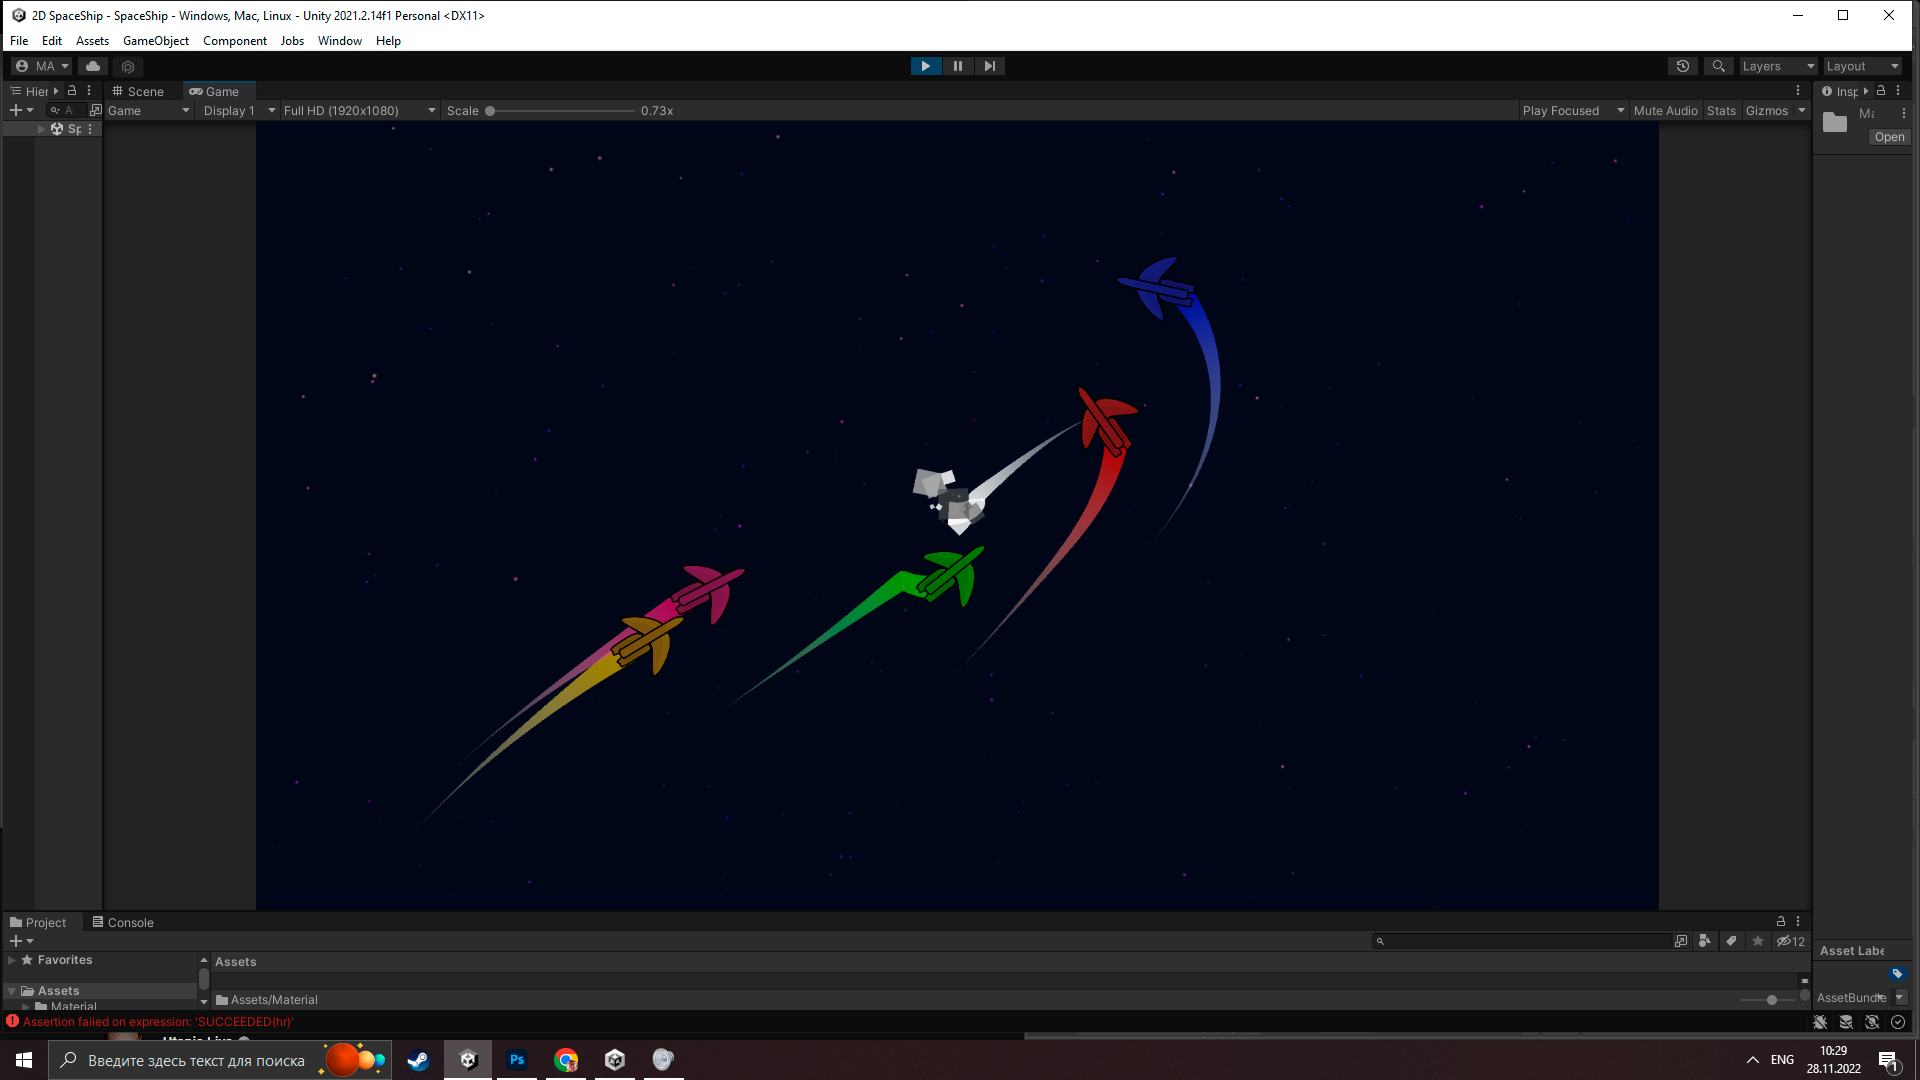 2D SpaceShip - SpaceShip - Windows, Mac, Linux - Unity 2021.2.14f1 Personal <DX11>
File Edit Assets GameObject Component Jobs Window Help
MA Layers Layout
Hier Scene Game Insp
Game Display 1 Full HD (1920x1080) Scale 0.73x Play Focused Mute Audio Stats Gizmos
Sp
Open
Project Console
12
Favorites Assets Asset Labe
Assets
Material Assets/Material AssetBundle
Assertion failed on expression: 'SUCCEEDED(hr)'
Введите здесь текст для поиска Ps ENG 10:29
28.11.2022 1